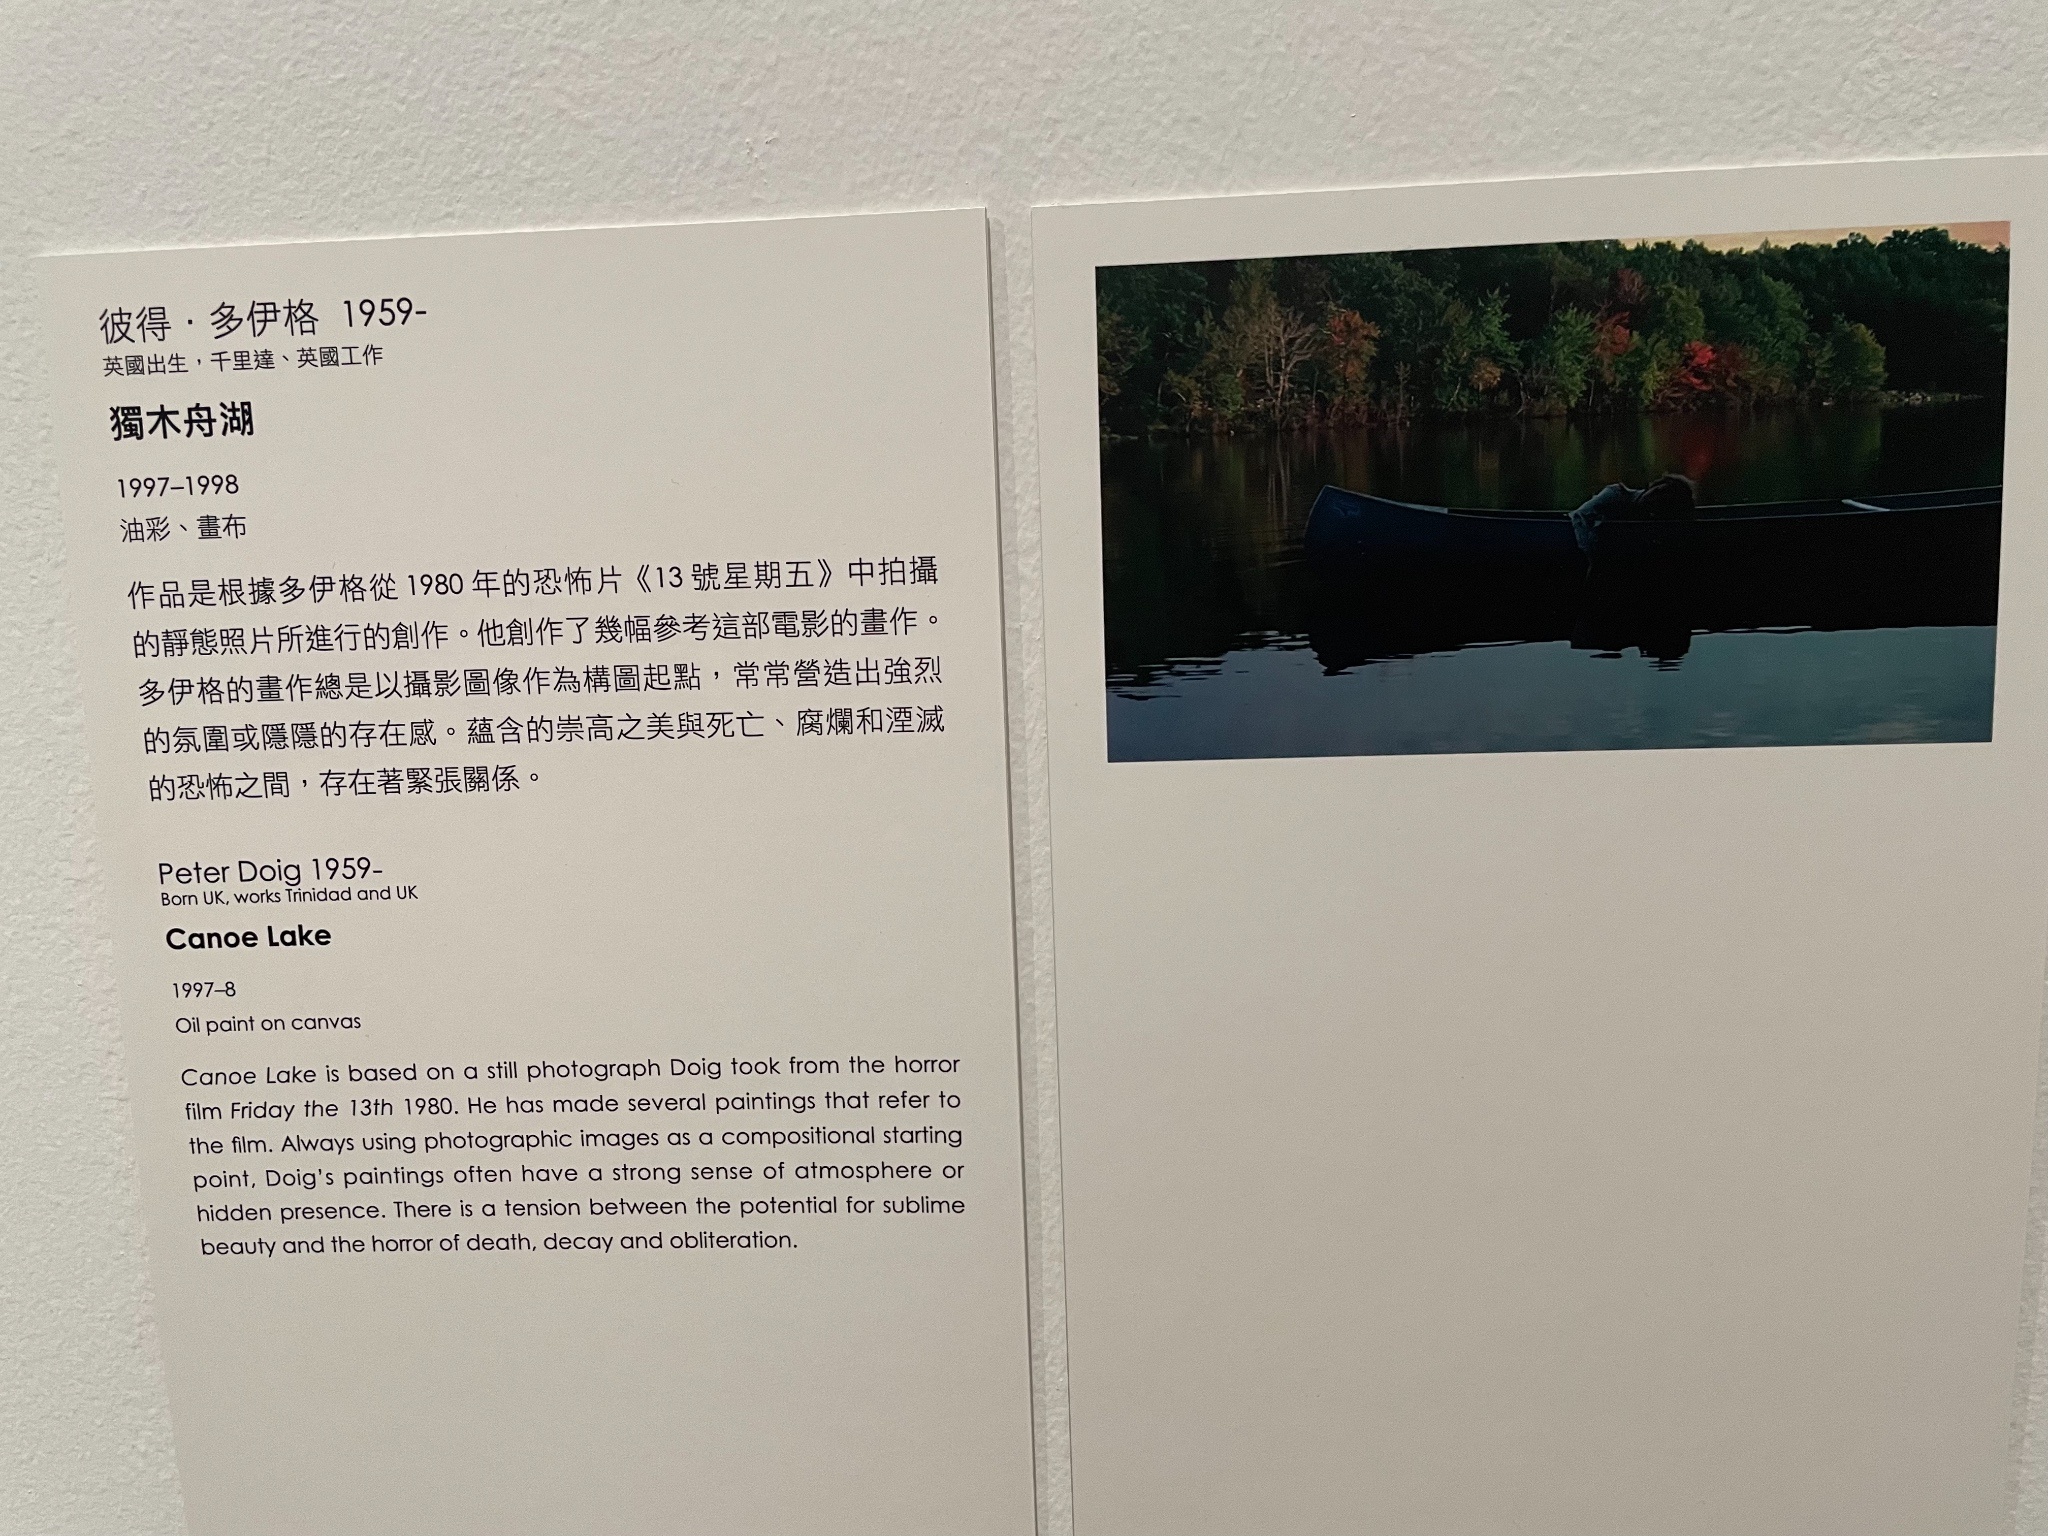 彼得・多伊格 1959-
英國出生，千里達、英國工作
獨木舟湖
1997–1998
油彩、畫布
作品是根據多伊格從 1980 年的恐怖片《13 號星期五》中拍攝
的靜態照片所進行的創作。他創作了幾幅參考這部電影的畫作。
多伊格的畫作總是以攝影圖像作為構圖起點，常常營造出強烈
的氛圍或隱隱的存在感。蘊含的崇高之美與死亡、腐爛和湮滅
的恐怖之間，存在著緊張關係。
Peter Doig 1959-
Born UK, works Trinidad and UK
Canoe Lake
1997–8
Oil paint on canvas
Canoe Lake is based on a still photograph Doig took from the horror
film Friday the 13th 1980. He has made several paintings that refer to
the film. Always using photographic images as a compositional starting
point, Doig’s paintings often have a strong sense of atmosphere or
hidden presence. There is a tension between the potential for sublime
beauty and the horror of death, decay and obliteration.